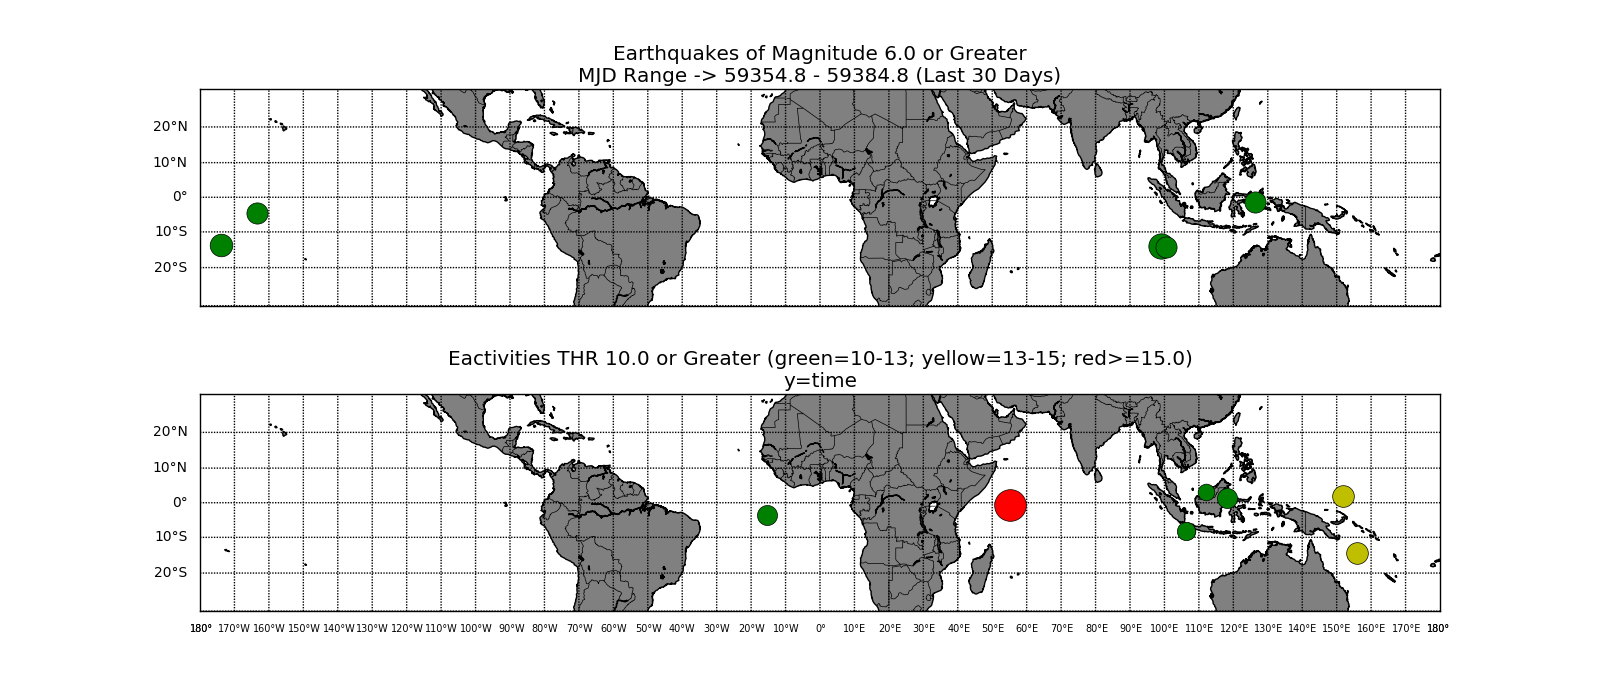 Earthquakes of Magnitude 6.0 or Greater
MJD Range -> 59354.8 - 59384.8 (Last 30 Days)
20°N
10°N
0°
10°S
20°S
Eactivities THR 10.0 or Greater (green=10-13; yellow=13-15; red>=15.0)
y=time
20°N
10°N
0°
10°S
20°S
180° 170°W 160°W 150°W 140°W 130°W 120°W 110°W 100°W 90°W 80°W 70°W 60°W 50°W 40°W 30°W 20°W 10°W 0° 10°E 20°E 30°E 40°E 50°E 60°E 70°E 80°E 90°E 100°E 110°E 120°E 130°E 140°E 150°E 160°E 170°E 180°